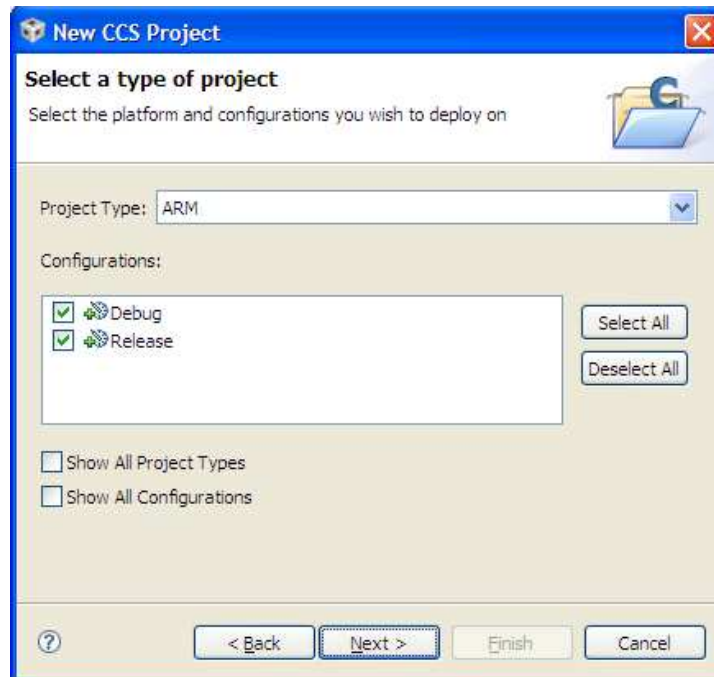 New CCS Project
Select a type of project
Select the platform and configurations you wish to deploy on
Project Type: ARM
Configurations:
Debug
Release
Select All
Deselect All
Show All Project Types
Show All Configurations
< Back Next > Finish Cancel